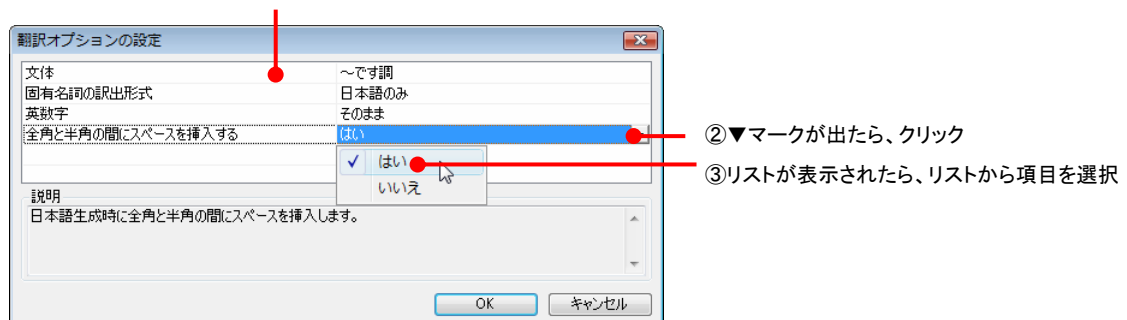 翻訳オプションの設定
文体 ～です調
固有名詞の訳出形式 日本語のみ
英数字 そのまま
全角と半角の間にスペースを挿入する はい
②▼マークが出たら、クリック
✓ はい
③リストが表示されたら、リストから項目を選択
いいえ
説明
日本語生成時に全角と半角の間にスペースを挿入します。
OK キャンセル